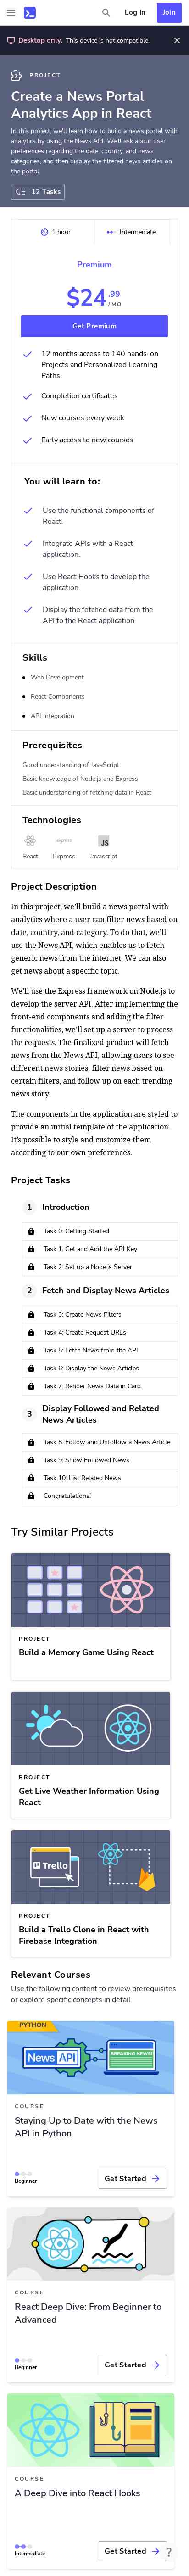 Log In
Join
Desktop only. This device is not compatible.
PROJECT
Create a News Portal
Analytics App in React
In this project, we'll learn how to build a news portal with
analytics by using the News API. We'll ask about user
preferences regarding the date, country, and news
categories, and then display the filtered news articles on
the portal.
12 Tasks
1 hour
Intermediate
Premium
$24.99
/ MO
Get Premium
12 months access to 140 hands-on
Projects and Personalized Learning
Paths
Completion certificates
New courses every week
Early access to new courses
You will learn to:
Use the functional components of
React.
Integrate APIs with a React
application.
Use React Hooks to develop the
application.
Display the fetched data from the
API to the React application.
Skills
Web Development
React Components
API Integration
Prerequisites
Good understanding of JavaScript
Basic knowledge of Node.js and Express
Basic understanding of fetching data in React
Technologies
JS
React
Express
Javascript
Project Description
In this project, we'll build a news portal with
analytics where a user can filter news based on
date, country, and category. To do that, we'll
use the News API, which enables us to fetch
generic news from the internet. We can also
get news about a specific topic.
We'll use the Express framework on Node.js to
develop the server API. After implementing the
front-end components and adding the filter
functionalities, we'll set up a server to process
the requests. The finalized product will fetch
news from the News API, allowing users to see
different news stories, filter news based on
certain filters, and follow up on each trending
news story.
The components in the application are styled to
provide an initial template of the application.
It's possible to style and customize them
according to our own preferences.
Project Tasks
1 Introduction
Task 0: Getting Started
Task 1: Get and Add the API Key
Task 2: Set up a Node.js Server
2 Fetch and Display News Articles
Task 3: Create News Filters
Task 4: Create Request URLs
Task 5: Fetch News from the API
Task 6: Display the News Articles
Task 7: Render News Data in Card
3 Display Followed and Related
News Articles
Task 8: Follow and Unfollow a News Article
Task 9: Show Followed News
Task 10: List Related News
Congratulations!
Try Similar Projects
PROJECT
Build a Memory Game Using React
PROJECT
Get Live Weather Information Using
React
Trello
PROJECT
Build a Trello Clone in React with
Firebase Integration
Relevant Courses
Use the following content to review prerequisites
or explore specific concepts in detail.
PYTHON
News API
BREAKING NEWS
COURSE
Staying Up to Date with the News
API in Python
Beginner
Get Started
COURSE
React Deep Dive: From Beginner to
Advanced
Beginner
Get Started
COURSE
A Deep Dive into React Hooks
Intermediate
Get Started
?